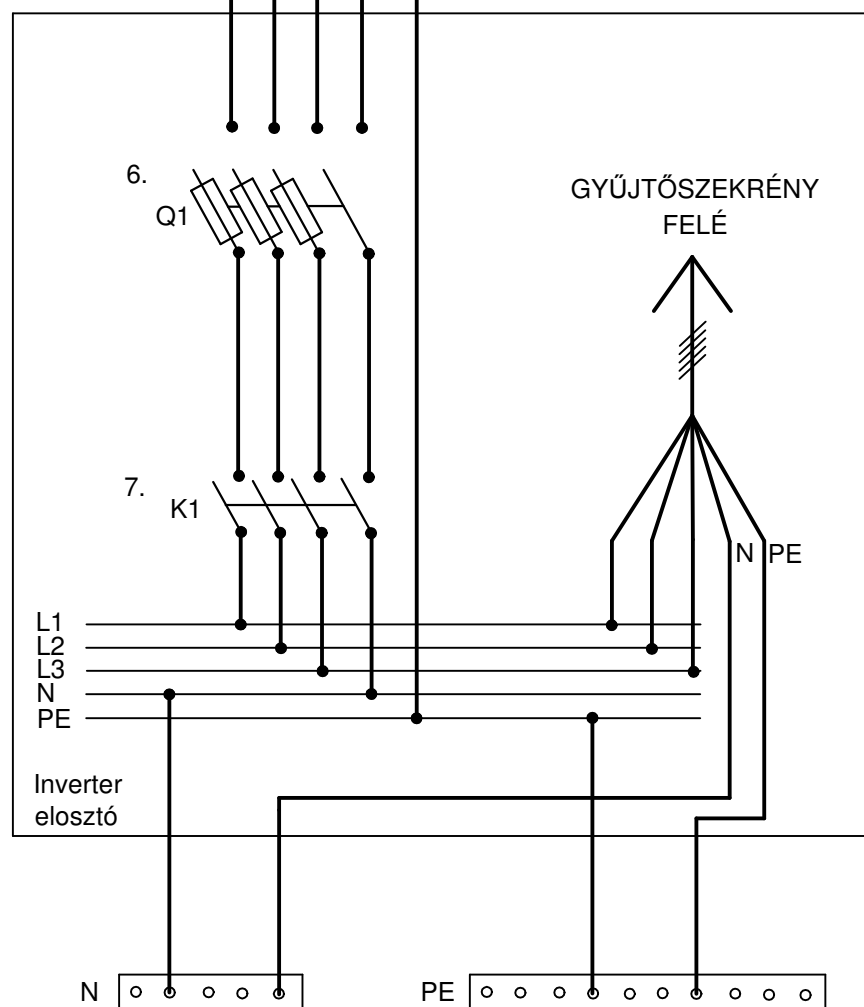 6.
Q1
GYŰJTŐSZEKRÉNY
FELÉ
7.
K1
N PE
L1
L2
L3
N
PE
Inverter
elosztó
N
PE